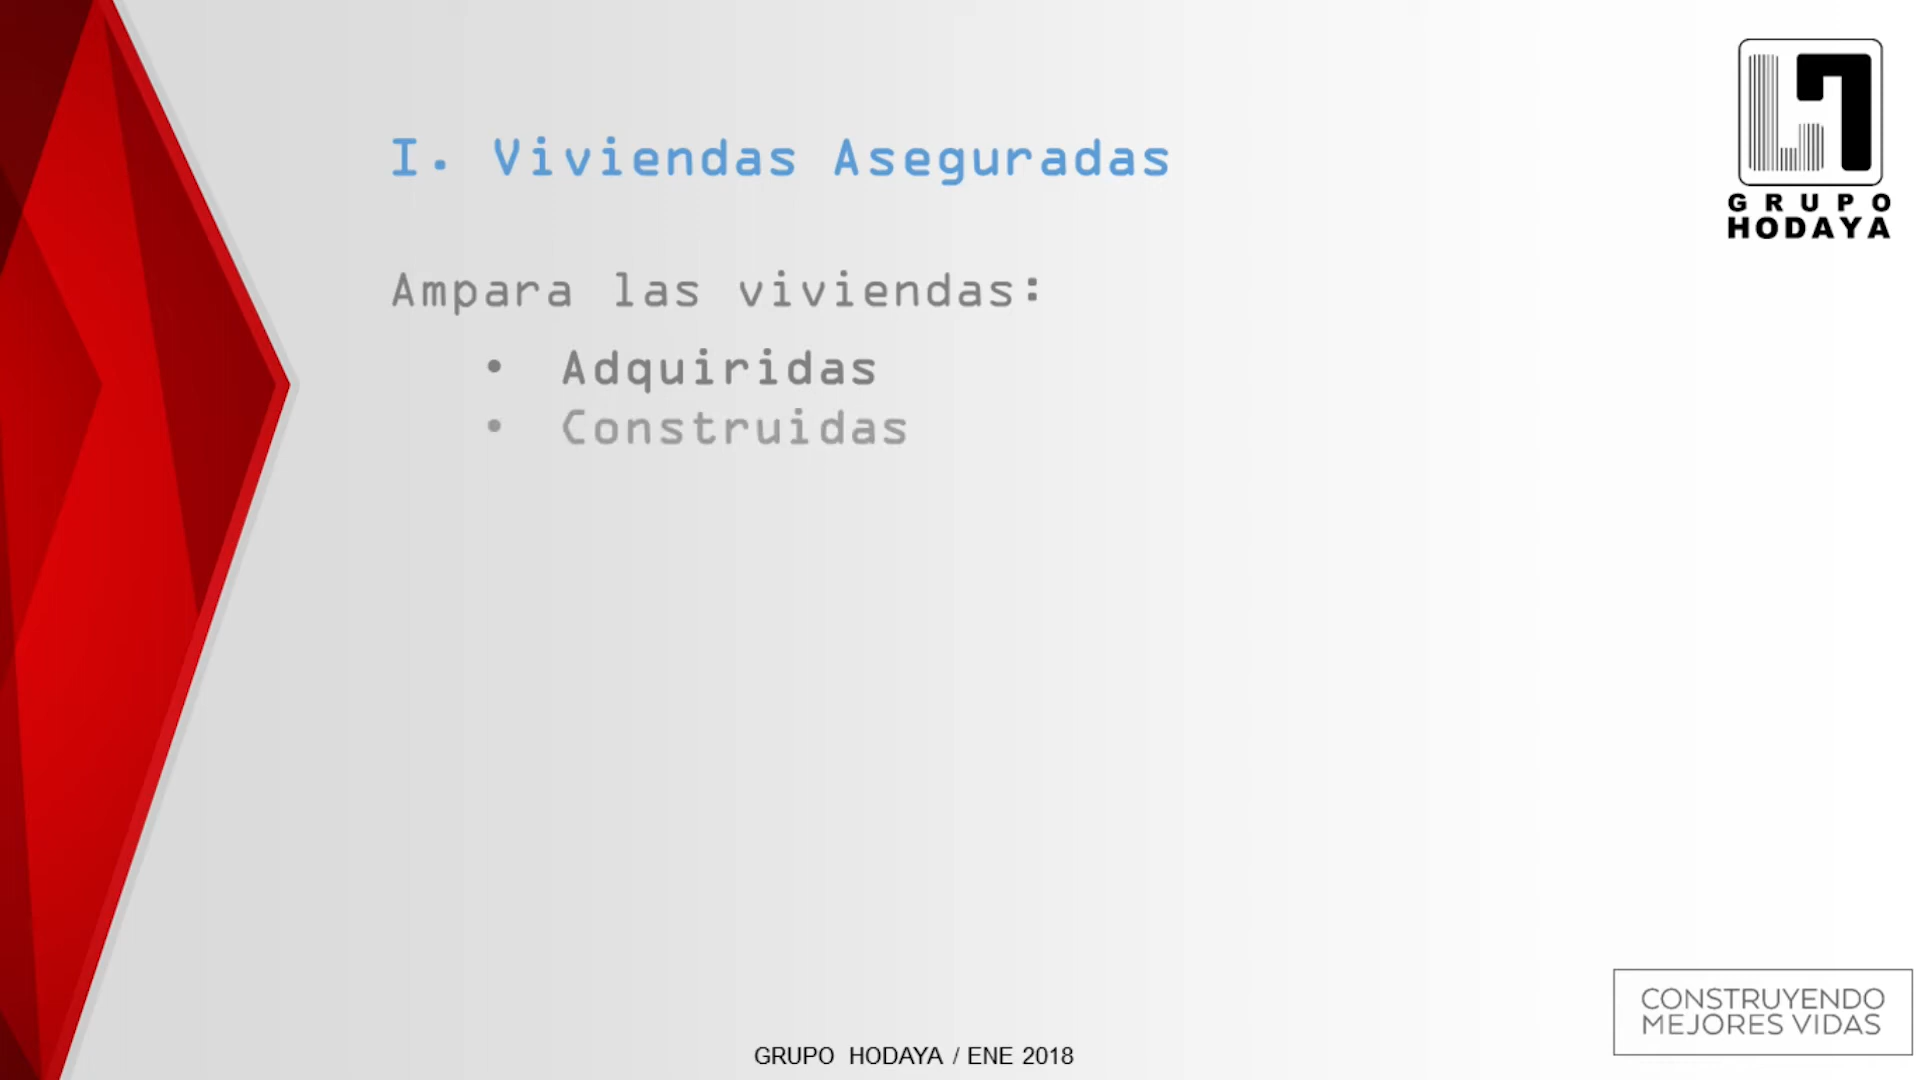 I. Viviendas Aseguradas
GRUPO
HODAYA
Ampara las viviendas:
• Adquiridas
• Construidas
CONSTRUYENDO
MEJORES VIDAS
GRUPO HODAYA / ENE 2018